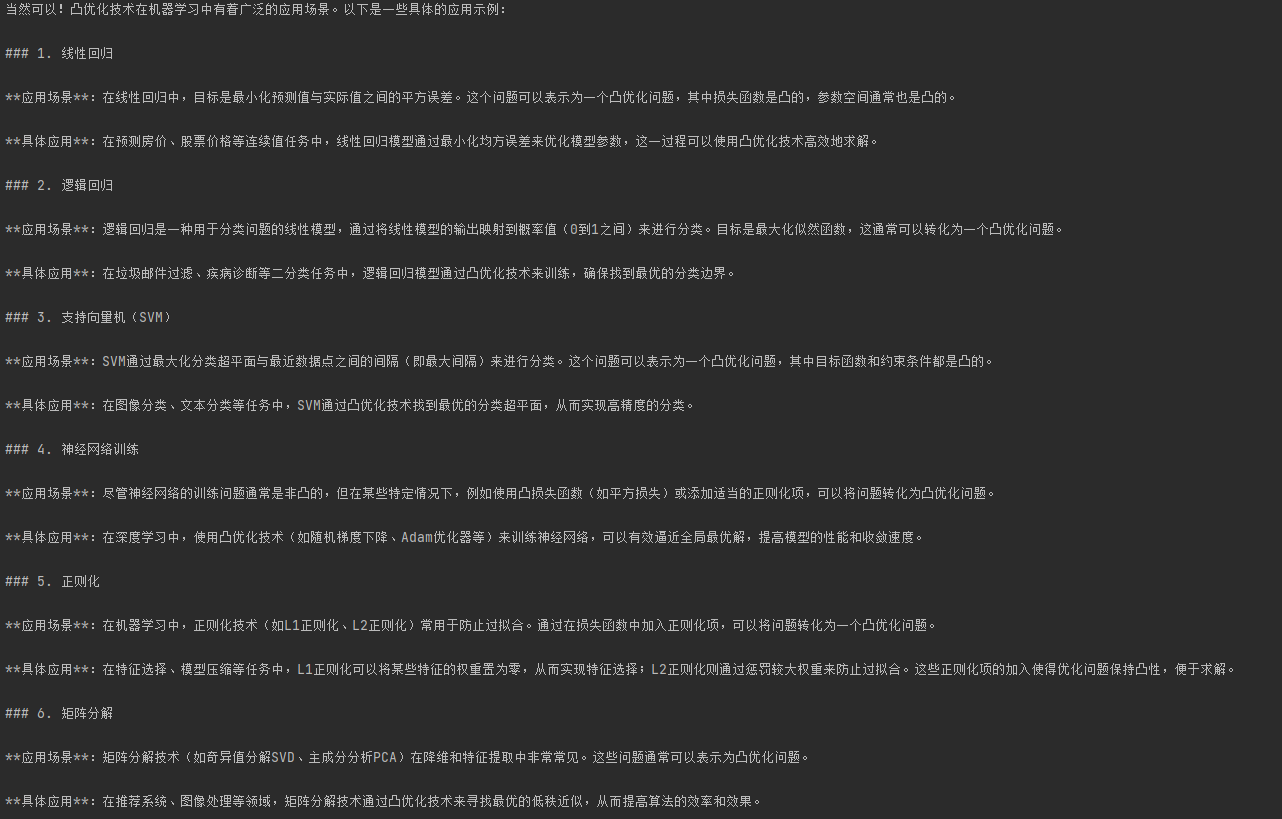 当然可以！凸优化技术在机器学习中有着广泛的应用场景。以下是一些具体的应用示例：
### 1. 线性回归
**应用场景**：在线性回归中，目标是最小化预测值与实际值之间的平方误差。这个问题可以表示为一个凸优化问题，其中损失函数是凸的，参数空间通常也是凸的。
**具体应用**：在预测房价、股票价格等连续值任务中，线性回归模型通过最小化均方误差来优化模型参数，这一过程可以使用凸优化技术高效地求解。
### 2. 逻辑回归
**应用场景**：逻辑回归是一种用于分类问题的线性模型，通过将线性模型的输出映射到概率值（0到1之间）来进行分类。目标是最大化似然函数，这通常可以转化为一个凸优化问题。
**具体应用**：在垃圾邮件过滤、疾病诊断等二分类任务中，逻辑回归模型通过凸优化技术来训练，确保找到最优的分类边界。
### 3. 支持向量机（SVM）
**应用场景**：SVM通过最大化分类超平面与最近数据点之间的间隔（即最大间隔）来进行分类。这个问题可以表示为一个凸优化问题，其中目标函数和约束条件都是凸的。
**具体应用**：在图像分类、文本分类等任务中，SVM通过凸优化技术找到最优的分类超平面，从而实现高精度的分类。
### 4. 神经网络训练
**应用场景**：尽管神经网络的训练问题通常是非凸的，但在某些特定情况下，例如使用凸损失函数（如平方损失）或添加适当的正则化项，可以将问题转化为凸优化问题。
**具体应用**：在深度学习中，使用凸优化技术（如随机梯度下降、Adam优化器等）来训练神经网络，可以有效逼近全局最优解，提高模型的性能和收敛速度。
### 5. 正则化
**应用场景**：在机器学习中，正则化技术（如L1正则化、L2正则化）常用于防止过拟合。通过在损失函数中加入正则化项，可以将问题转化为一个凸优化问题。
**具体应用**：在特征选择、模型压缩等任务中，L1正则化可以将某些特征的权重置为零，从而实现特征选择；L2正则化则通过惩罚较大权重来防止过拟合。这些正则化项的加入使得优化问题保持凸性，便于求解。
### 6. 矩阵分解
**应用场景**：矩阵分解技术（如奇异值分解SVD、主成分分析PCA）在降维和特征提取中非常常见。这些问题通常可以表示为凸优化问题。
**具体应用**：在推荐系统、图像处理等领域，矩阵分解技术通过凸优化技术来寻找最优的低秩近似，从而提高算法的效率和效果。